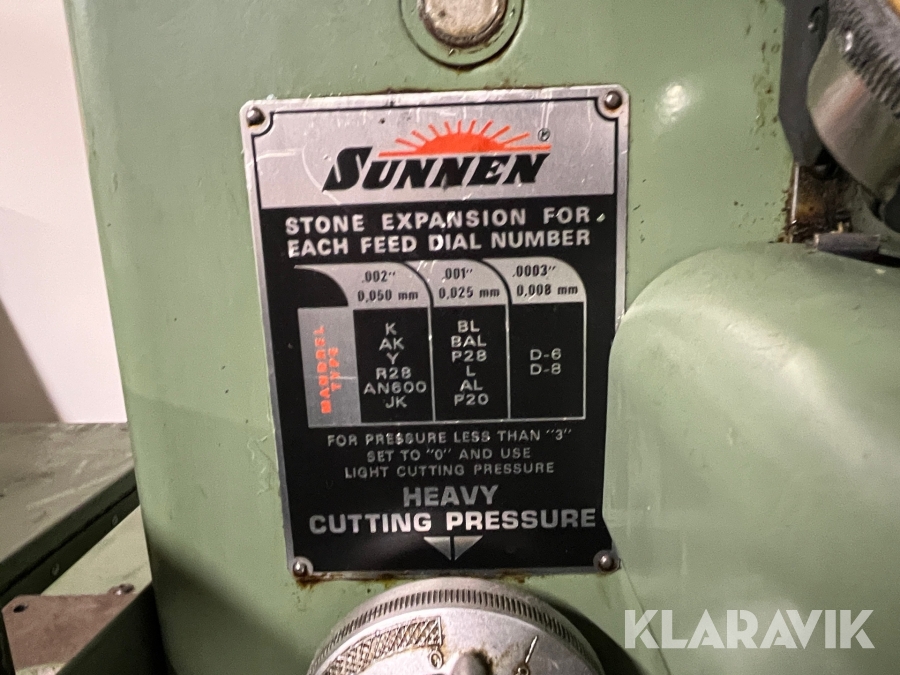 SUNNEN ®
STONE EXPANSION FOR
EACH FEED DIAL NUMBER
.002" .001" .0003"
0,050 mm 0,025 mm 0,008 mm
MANDREL
TYPE
K
AK
Y
R28
AN600
JK
BL
BAL
P28
L
AL
P20
D-6
D-8
FOR PRESSURE LESS THAN "3"
SET TO "0" AND USE
LIGHT CUTTING PRESSURE
HEAVY
CUTTING PRESSURE
0
KLARAVIK